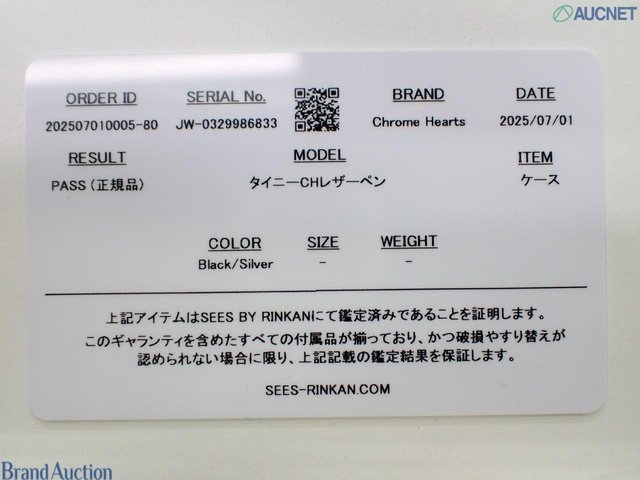 AUCNET
ORDER ID
202507010005-80
SERIAL No.
JW-0329986833
BRAND
Chrome Hearts
DATE
2025/07/01
RESULT
PASS (正規品)
MODEL
タイニーCHレザーペン
ITEM
ケース
COLOR
Black/Silver
SIZE
-
WEIGHT
-
上記アイテムはSEES BY RINKANにて鑑定済みであることを証明します。
このギャランティを含めたすべての付属品が揃っており、かつ破損やすり替えが
認められない場合に限り、上記記載の鑑定結果を保証します。
SEES-RINKAN.COM
Brand Auction